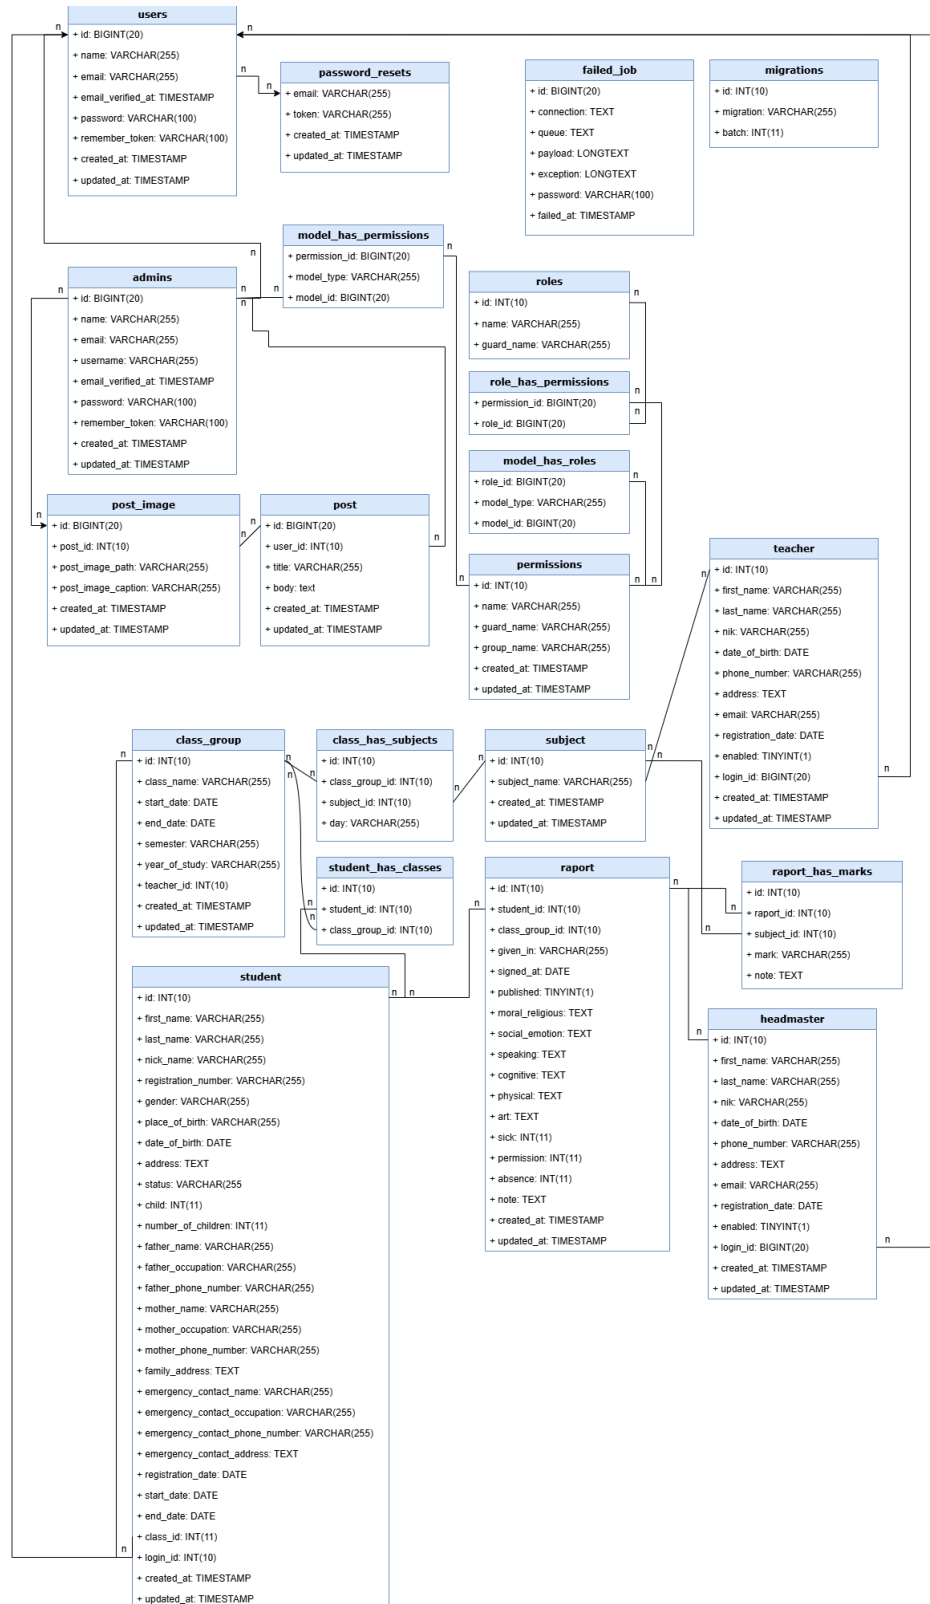 users
+ id: BIGINT(20)
+ name: VARCHAR(255)
+ email: VARCHAR(255)
+ email_verified_at: TIMESTAMP
+ password: VARCHAR(100)
+ remember_token: VARCHAR(100)
+ created_at: TIMESTAMP
+ updated_at: TIMESTAMP
n
n
n
n
n
n
password_resets
+ email: VARCHAR(255)
+ token: VARCHAR(255)
+ created_at: TIMESTAMP
+ updated_at: TIMESTAMP
failed_job
+ id: BIGINT(20)
+ connection: TEXT
+ queue: TEXT
+ payload: LONGTEXT
+ exception: LONGTEXT
+ password: VARCHAR(100)
+ failed_at: TIMESTAMP
migrations
+ id: INT(10)
+ migration: VARCHAR(255)
+ batch: INT(11)
model_has_permissions
+ permission_id: BIGINT(20)
+ model_type: VARCHAR(255)
+ model_id: BIGINT(20)
n
n
n
admins
+ id: BIGINT(20)
+ name: VARCHAR(255)
+ email: VARCHAR(255)
+ username: VARCHAR(255)
+ email_verified_at: TIMESTAMP
+ password: VARCHAR(100)
+ remember_token: VARCHAR(100)
+ created_at: TIMESTAMP
+ updated_at: TIMESTAMP
n
n
n
roles
+ id: INT(10)
+ name: VARCHAR(255)
+ guard_name: VARCHAR(255)
n
role_has_permissions
+ permission_id: BIGINT(20)
+ role_id: BIGINT(20)
n
n
model_has_roles
+ role_id: BIGINT(20)
+ model_type: VARCHAR(255)
+ model_id: BIGINT(20)
n
post_image
+ id: BIGINT(20)
+ post_id: INT(10)
+ post_image_path: VARCHAR(255)
+ post_image_caption: VARCHAR(255)
+ created_at: TIMESTAMP
+ updated_at: TIMESTAMP
n
n
n
post
+ id: BIGINT(20)
+ user_id: INT(10)
+ title: VARCHAR(255)
+ body: text
+ created_at: TIMESTAMP
+ updated_at: TIMESTAMP
n
permissions
+ id: INT(10)
+ name: VARCHAR(255)
+ guard_name: VARCHAR(255)
+ group_name: VARCHAR(255)
+ created_at: TIMESTAMP
+ updated_at: TIMESTAMP
n
n
n
teacher
+ id: INT(10)
+ first_name: VARCHAR(255)
+ last_name: VARCHAR(255)
+ nik: VARCHAR(255)
+ date_of_birth: DATE
+ phone_number: VARCHAR(255)
+ address: TEXT
+ email: VARCHAR(255)
+ registration_date: DATE
+ enabled: TINYINT(1)
+ login_id: BIGINT(20)
+ created_at: TIMESTAMP
+ updated_at: TIMESTAMP
n
n
class_group
+ id: INT(10)
+ class_name: VARCHAR(255)
+ start_date: DATE
+ end_date: DATE
+ semester: VARCHAR(255)
+ year_of_study: VARCHAR(255)
+ teacher_id: INT(10)
+ created_at: TIMESTAMP
+ updated_at: TIMESTAMP
n
n
n
class_has_subjects
+ id: INT(10)
+ class_group_id: INT(10)
+ subject_id: INT(10)
+ day: VARCHAR(255)
n
n
subject
+ id: INT(10)
+ subject_name: VARCHAR(255)
+ created_at: TIMESTAMP
+ updated_at: TIMESTAMP
n
n
n
student_has_classes
+ id: INT(10)
+ student_id: INT(10)
+ class_group_id: INT(10)
n
n
raport
+ id: INT(10)
+ student_id: INT(10)
+ class_group_id: INT(10)
+ given_in: VARCHAR(255)
+ signed_at: DATE
+ published: TINYINT(1)
+ moral_religious: TEXT
+ social_emotion: TEXT
+ speaking: TEXT
+ cognitive: TEXT
+ physical: TEXT
+ art: TEXT
+ sick: INT(11)
+ permission: INT(11)
+ absence: INT(11)
+ note: TEXT
+ created_at: TIMESTAMP
+ updated_at: TIMESTAMP
n
n
raport_has_marks
+ id: INT(10)
+ raport_id: INT(10)
+ subject_id: INT(10)
+ mark: VARCHAR(255)
+ note: TEXT
n
n
student
+ id: INT(10)
+ first_name: VARCHAR(255)
+ last_name: VARCHAR(255)
+ nick_name: VARCHAR(255)
+ registration_number: VARCHAR(255)
+ gender: VARCHAR(255)
+ place_of_birth: VARCHAR(255)
+ date_of_birth: DATE
+ address: TEXT
+ status: VARCHAR(255
+ child: INT(11)
+ number_of_children: INT(11)
+ father_name: VARCHAR(255)
+ father_occupation: VARCHAR(255)
+ father_phone_number: VARCHAR(255)
+ mother_name: VARCHAR(255)
+ mother_occupation: VARCHAR(255)
+ mother_phone_number: VARCHAR(255)
+ family_address: TEXT
+ emergency_contact_name: VARCHAR(255)
+ emergency_contact_occupation: VARCHAR(255)
+ emergency_contact_phone_number: VARCHAR(255)
+ emergency_contact_address: TEXT
+ registration_date: DATE
+ start_date: DATE
+ end_date: DATE
+ class_id: INT(11)
+ login_id: INT(10)
+ created_at: TIMESTAMP
+ updated_at: TIMESTAMP
n
n
n
headmaster
+ id: INT(10)
+ first_name: VARCHAR(255)
+ last_name: VARCHAR(255)
+ nik: VARCHAR(255)
+ date_of_birth: DATE
+ phone_number: VARCHAR(255)
+ address: TEXT
+ email: VARCHAR(255)
+ registration_date: DATE
+ enabled: TINYINT(1)
+ login_id: BIGINT(20)
+ created_at: TIMESTAMP
+ updated_at: TIMESTAMP
n
n